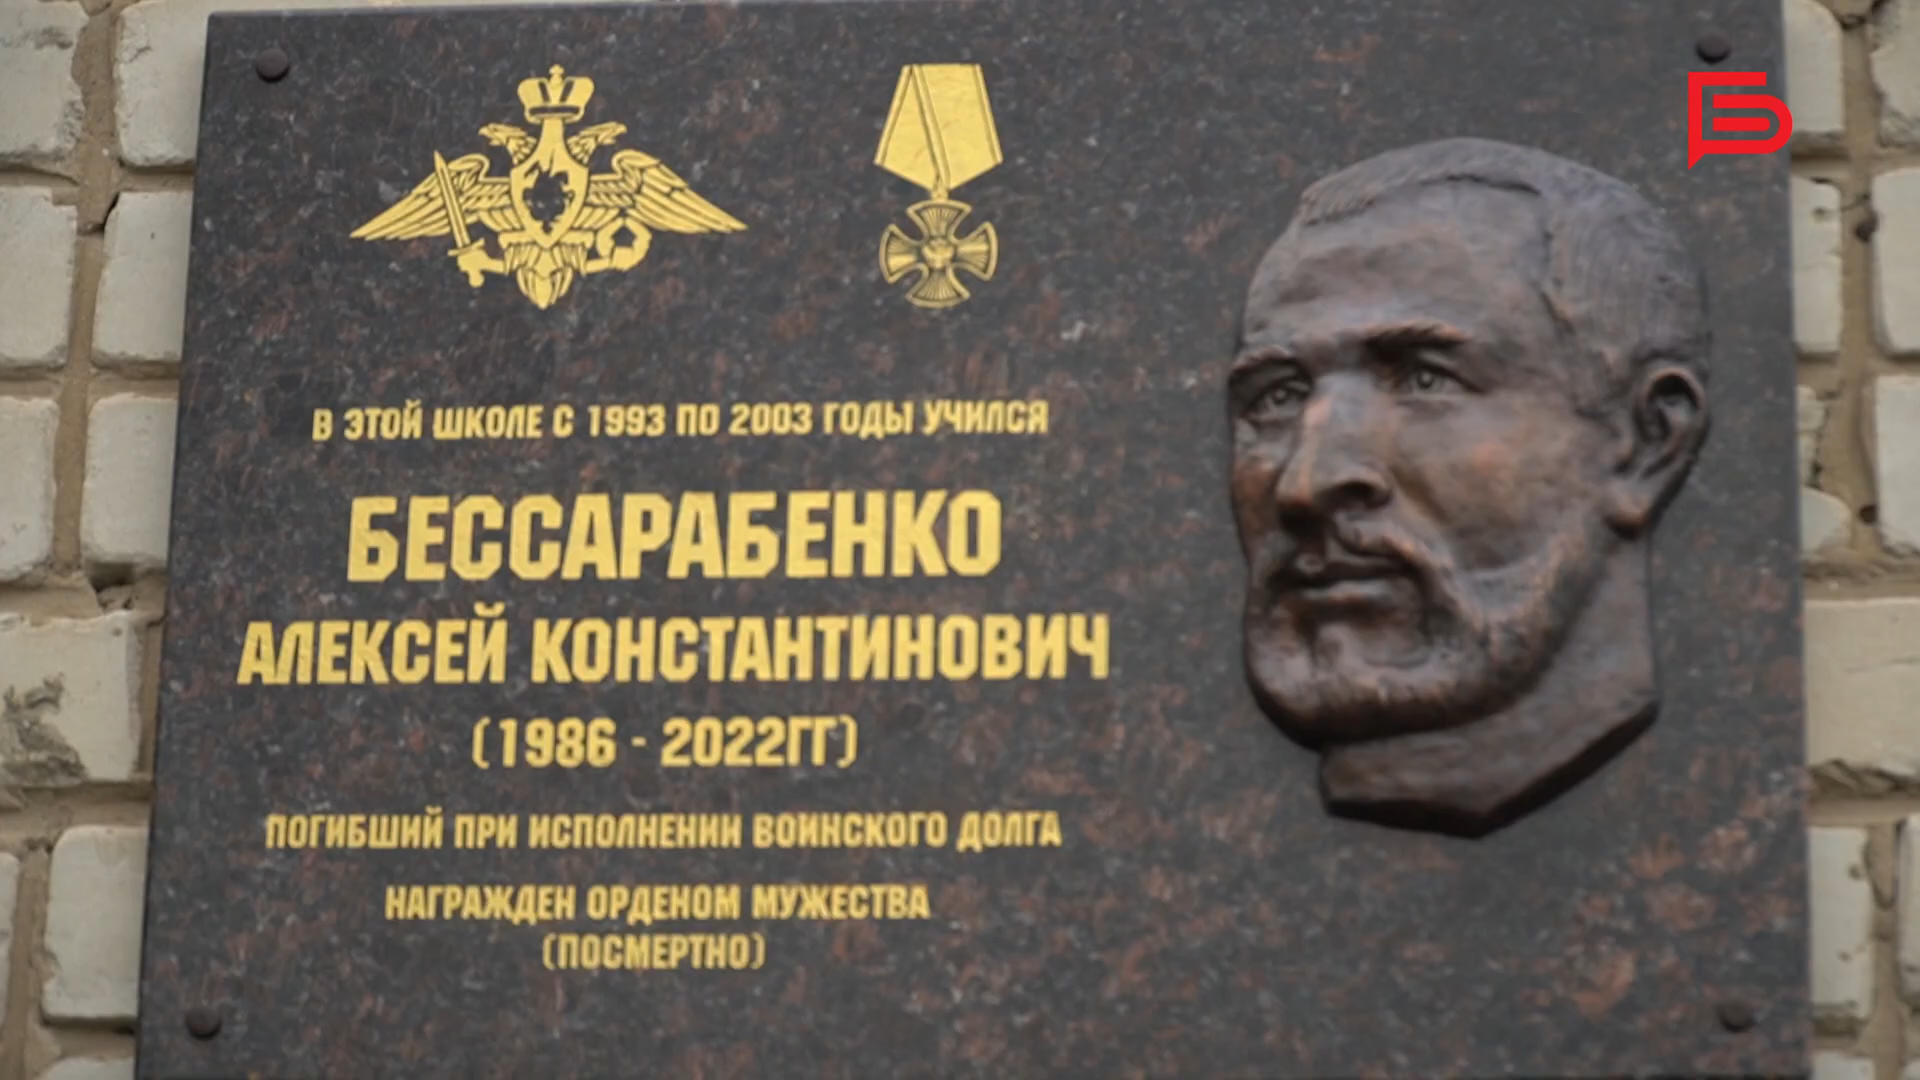 В ЭТОЙ ШКОЛЕ С 1993 ПО 2003 ГОДЫ УЧИЛСЯ
БЕССАРАБЕНКО
АЛЕКСЕЙ КОНСТАНТИНОВИЧ
(1986 - 2022ГГ)
ПОГИБШИЙ ПРИ ИСПОЛНЕНИИ ВОИНСКОГО ДОЛГА
НАГРАЖДЕН ОРДЕНОМ МУЖЕСТВА
(ПОСМЕРТНО)
Б